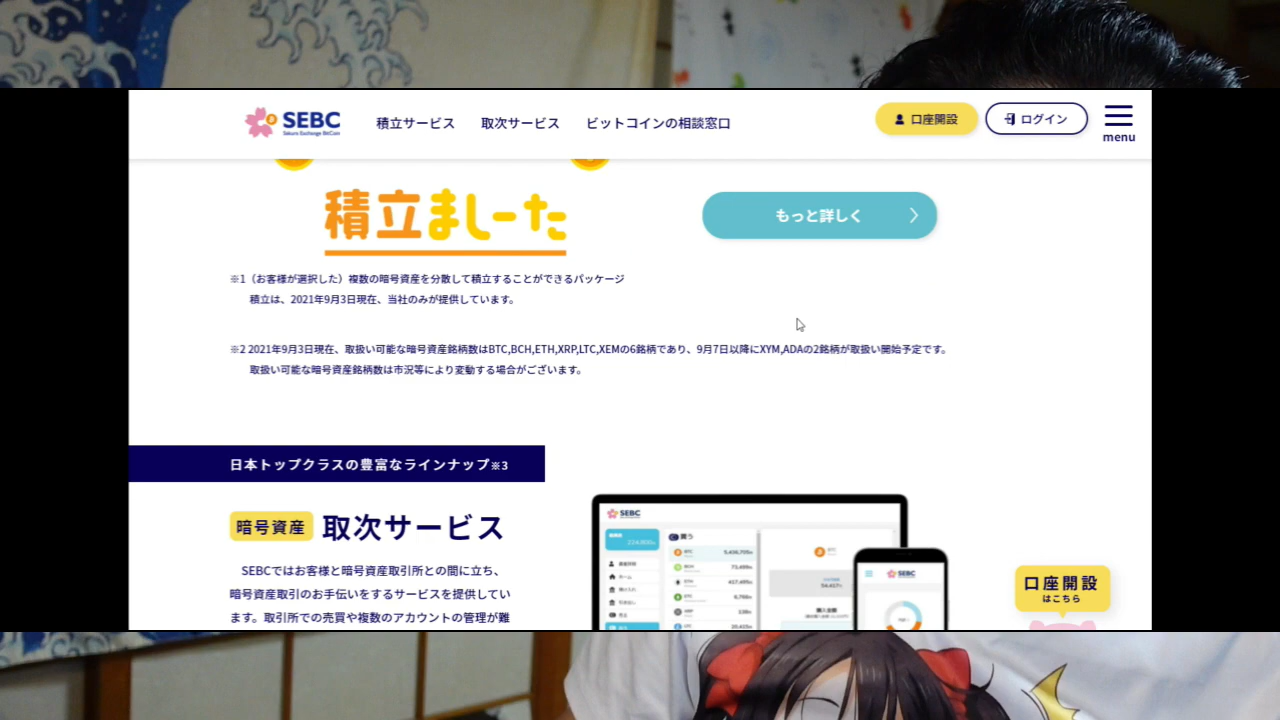 SEBC
Sakura Exchange BitCoin
積立サービス
取次サービス
ビットコインの相談窓口
口座開設
ログイン
menu
積立ましーた
もっと詳しく
※1（お客様が選択した）複数の暗号資産を分散して積立することができるパッケージ
積立は、2021年9月3日現在、当社のみが提供しています。
※2 2021年9月3日現在、取扱い可能な暗号資産銘柄数はBTC,BCH,ETH,XRP,LTC,XEMの6銘柄であり、9月7日以降にXYM,ADAの2銘柄が取扱い開始予定です。
取扱い可能な暗号資産銘柄数は市況等により変動する場合がございます。
日本トップクラスの豊富なラインナップ※3
暗号資産 取次サービス
SEBCではお客様と暗号資産取引所との間に立ち、
暗号資産取引のお手伝いをするサービスを提供してい
ます。取引所での売買や複数のアカウントの管理が難
SEBC
買う
SEBC
口座開設
はこちら